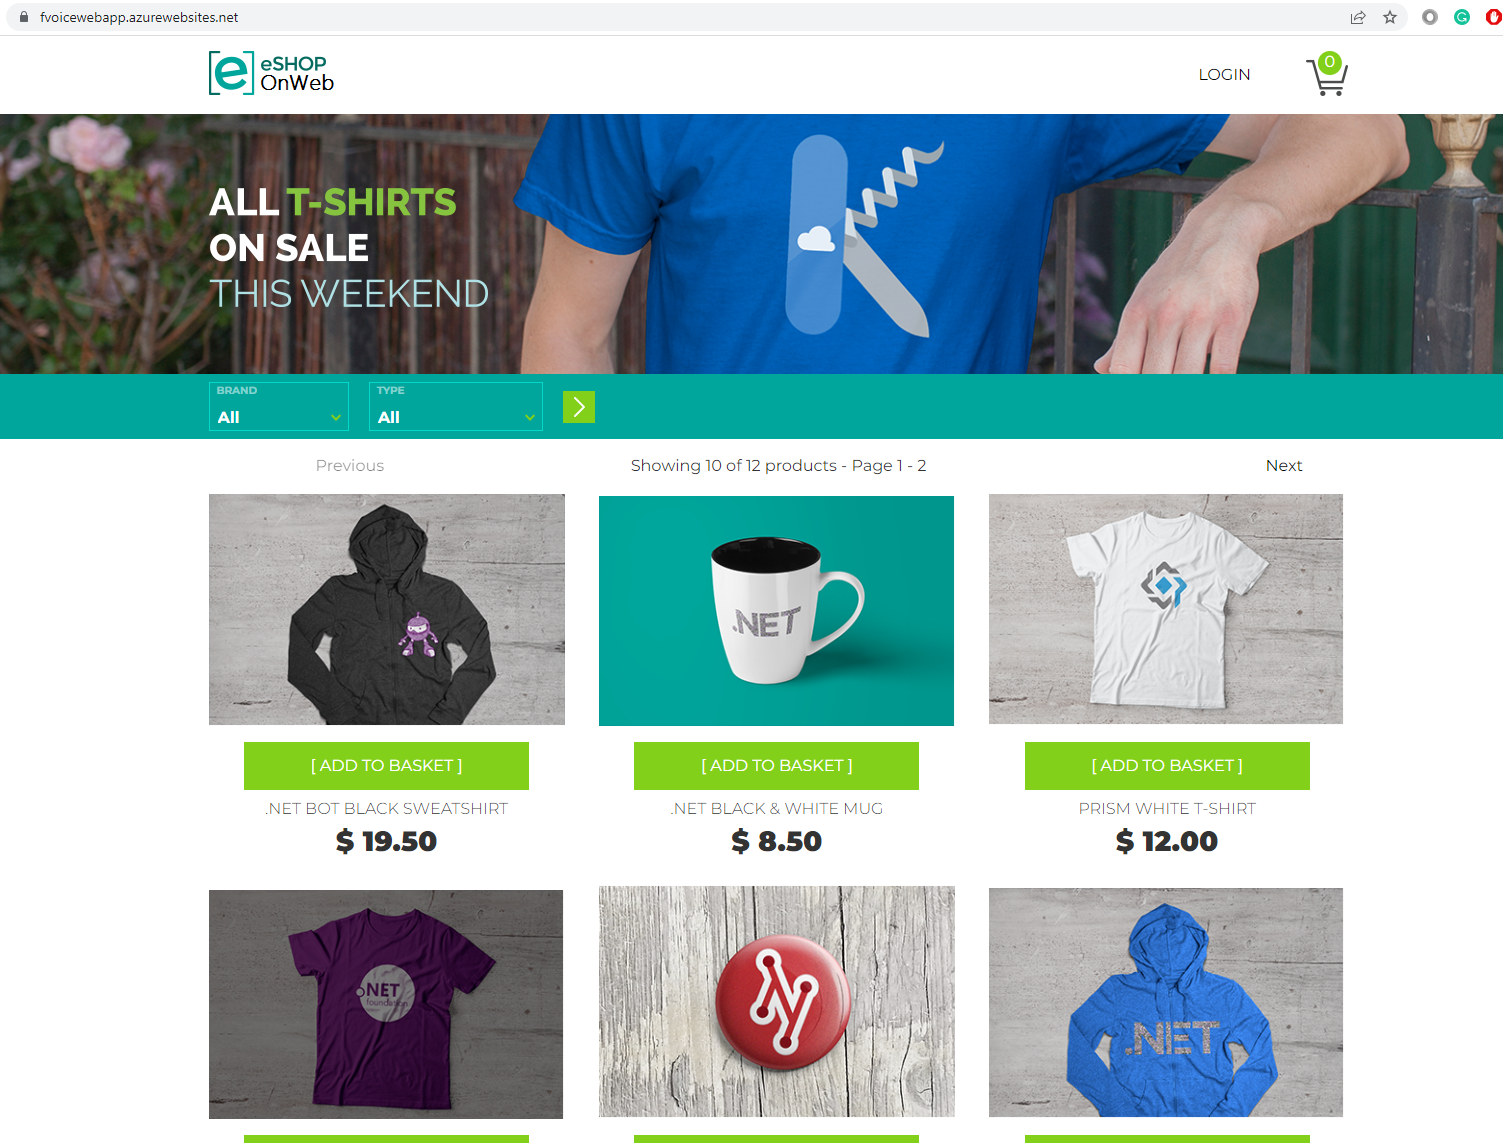 fvoicewebapp.azurewebsites.net
eSHOP
OnWeb
LOGIN
0
ALL T-SHIRTS
ON SALE
THIS WEEKEND
BRAND
All
TYPE
All
Previous
Showing 10 of 12 products - Page 1 - 2
Next
.NET
[ ADD TO BASKET ]
[ ADD TO BASKET ]
[ ADD TO BASKET ]
.NET BOT BLACK SWEATSHIRT
.NET BLACK & WHITE MUG
PRISM WHITE T-SHIRT
$ 19.50
$ 8.50
$ 12.00
.NET
foundation
.NET